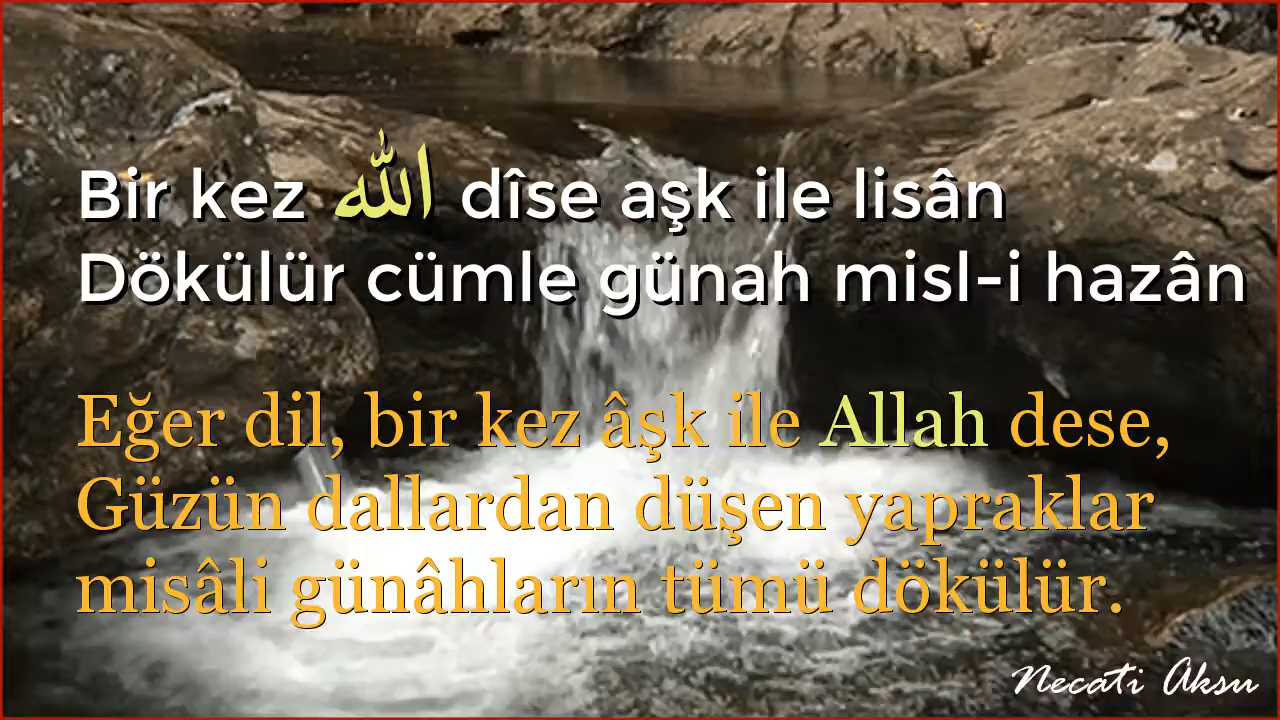 Bir kez الله dîse aşk ile lisân
Dökülür cümle günah misl-i hazân
Eğer dil, bir kez âşk ile Allah dese,
Güzün dallardan düşen yapraklar
misâli günâhların tümü dökülür.
Necati Aksu